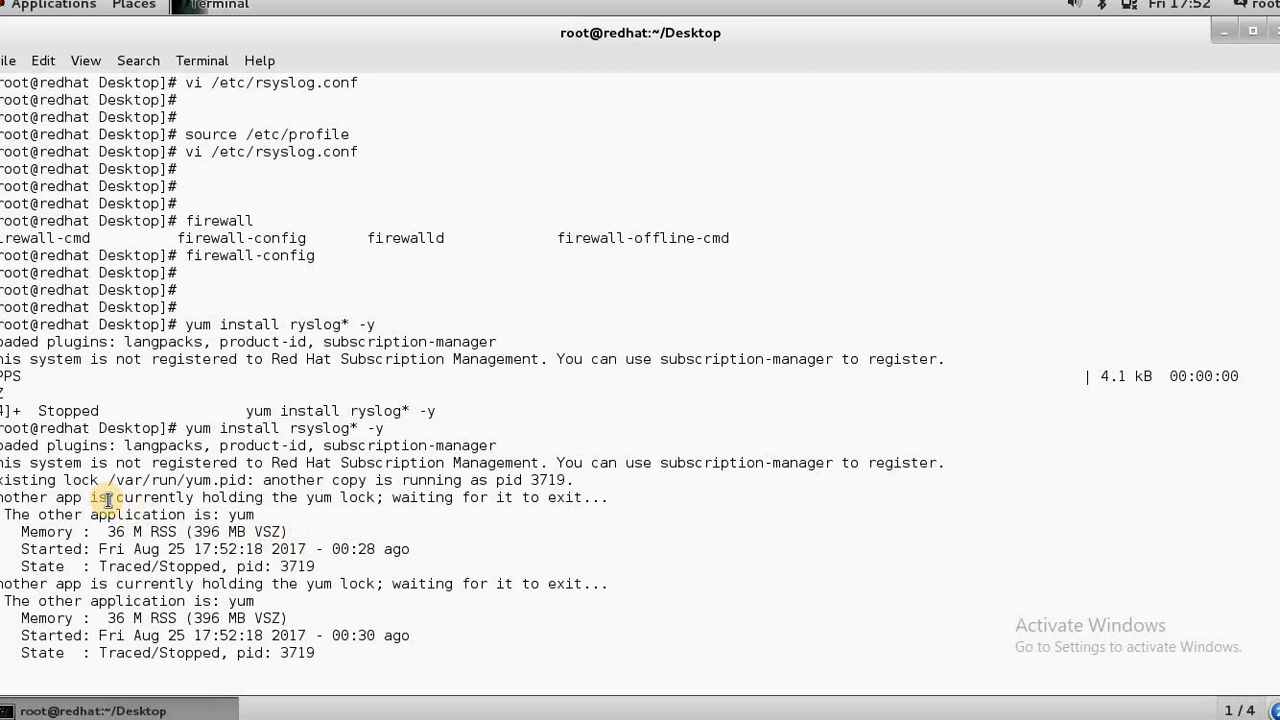 Applications Places Terminal Fri 17:52 root
root@redhat:~/Desktop
ile Edit View Search Terminal Help
root@redhat Desktop]# vi /etc/rsyslog.conf
root@redhat Desktop]#
root@redhat Desktop]#
root@redhat Desktop]# source /etc/profile
root@redhat Desktop]# vi /etc/rsyslog.conf
root@redhat Desktop]#
root@redhat Desktop]#
root@redhat Desktop]#
root@redhat Desktop]# firewall
irewall-cmd firewall-config firewalld firewall-offline-cmd
root@redhat Desktop]# firewall-config
root@redhat Desktop]#
root@redhat Desktop]#
root@redhat Desktop]#
root@redhat Desktop]# yum install ryslog* -y
oaded plugins: langpacks, product-id, subscription-manager
his system is not registered to Red Hat Subscription Management. You can use subscription-manager to register.
PPS | 4.1 kB 00:00:00
Z
4]+ Stopped yum install ryslog* -y
root@redhat Desktop]# yum install rsyslog* -y
oaded plugins: langpacks, product-id, subscription-manager
his system is not registered to Red Hat Subscription Management. You can use subscription-manager to register.
xisting lock /var/run/yum.pid: another copy is running as pid 3719.
nother app is currently holding the yum lock; waiting for it to exit...
The other application is: yum
Memory : 36 M RSS (396 MB VSZ)
Started: Fri Aug 25 17:52:18 2017 - 00:28 ago
State : Traced/Stopped, pid: 3719
nother app is currently holding the yum lock; waiting for it to exit...
The other application is: yum
Memory : 36 M RSS (396 MB VSZ)
Started: Fri Aug 25 17:52:18 2017 - 00:30 ago
State : Traced/Stopped, pid: 3719
Activate Windows
Go to Settings to activate Windows.
root@redhat:~/Desktop 1 / 4